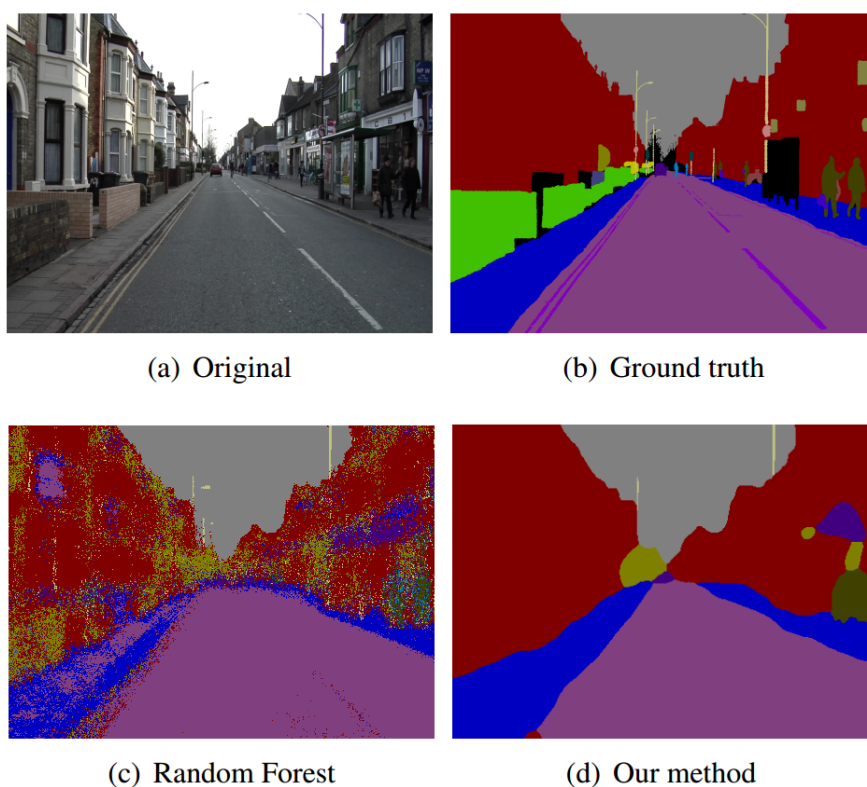 (a) Original
(b) Ground truth
(c) Random Forest
(d) Our method